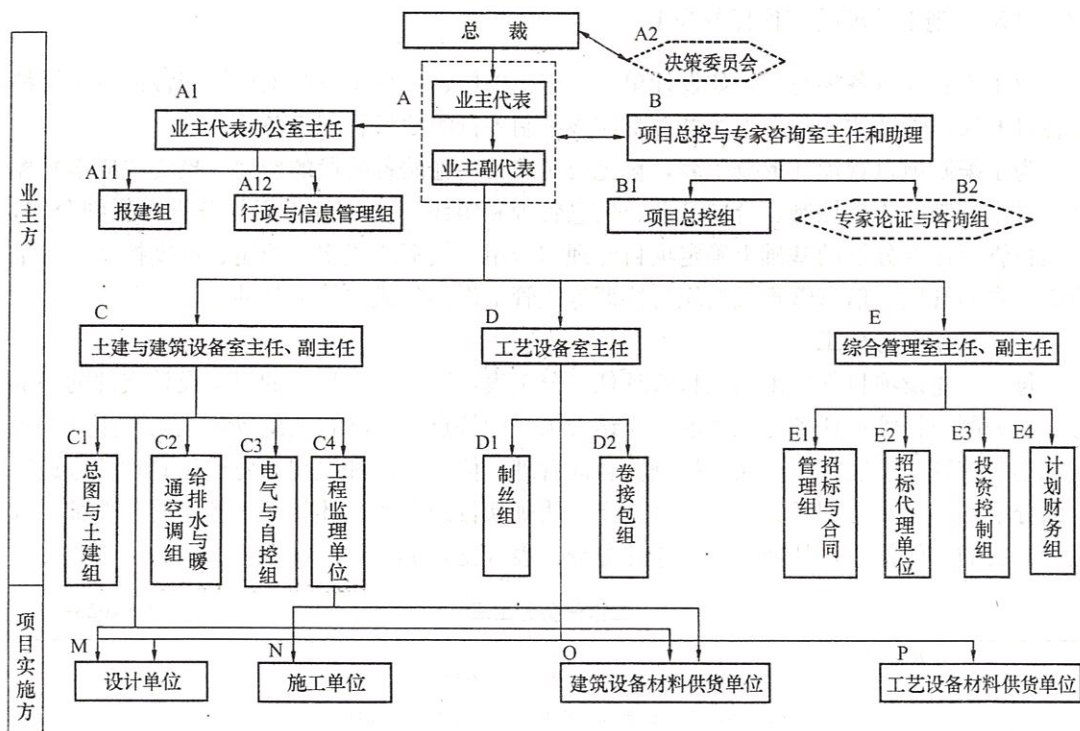 总 裁
A2
决策委员会
A
业主代表
业主副代表
A1
业主代表办公室主任
B
项目总控与专家咨询室主任和助理
A11
报建组
A12
行政与信息管理组
B1
项目总控组
B2
专家论证与咨询组
业主方
C
土建与建筑设备室主任、副主任
D
工艺设备室主任
E
综合管理室主任、副主任
C1
总图与土建组
C2
给排水与暖
通空调组
C3
电气与自控组
C4
工程监理单位
D1
制丝组
D2
卷接包组
E1
招标与合同
管理组
E2
招标代理单位
E3
投资控制组
E4
计划财务组
项目实施方
M
设计单位
N
施工单位
O
建筑设备材料供货单位
P
工艺设备材料供货单位